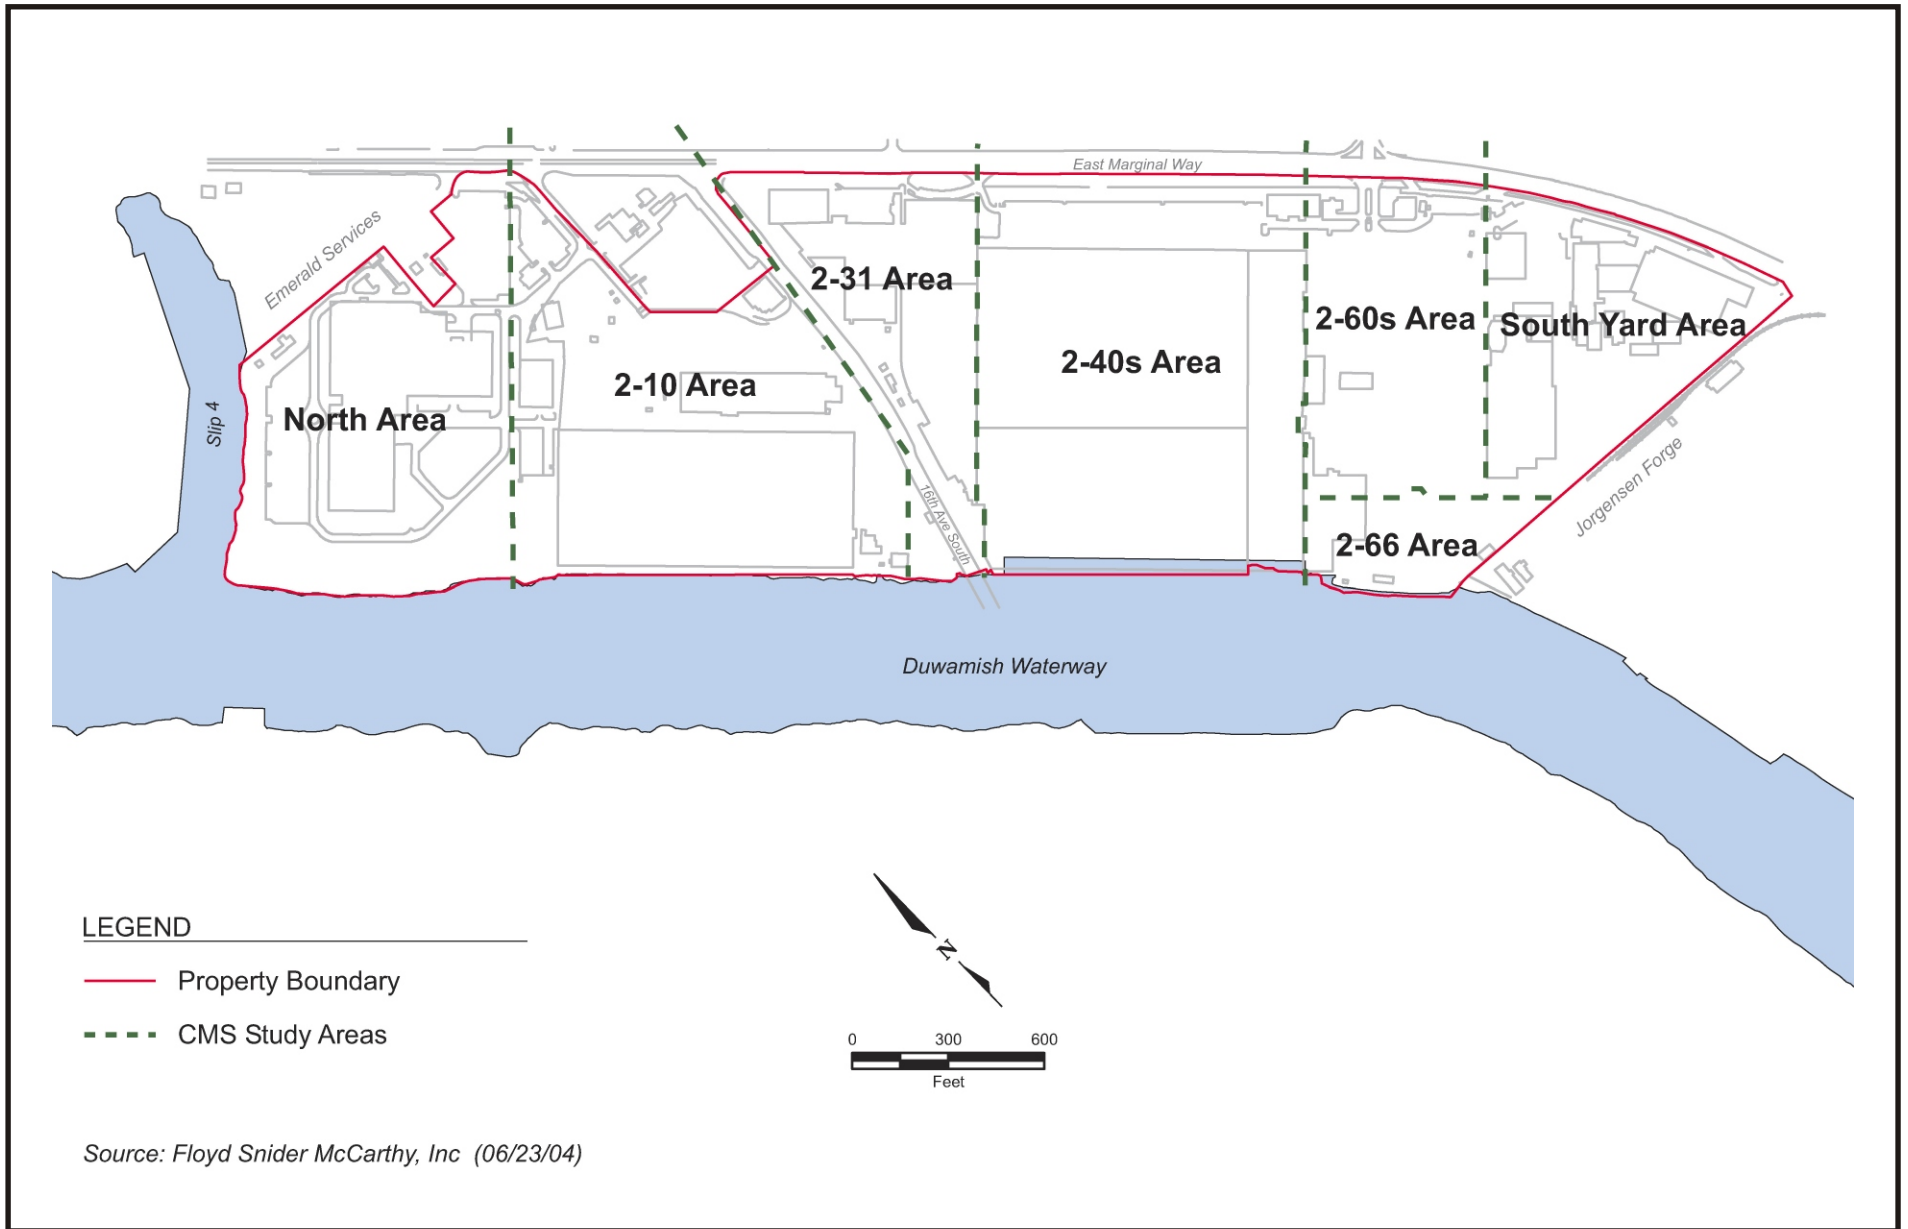 East Marginal Way
Emerald Services
2-31 Area
2-60s Area
South Yard Area
2-40s Area
2-10 Area
North Area
Slip 4
Jorgensen Forge
16th Ave South
2-66 Area
Duwamish Waterway
N
LEGEND
Property Boundary
CMS Study Areas
0 300 600
Feet
Source: Floyd Snider McCarthy, Inc (06/23/04)